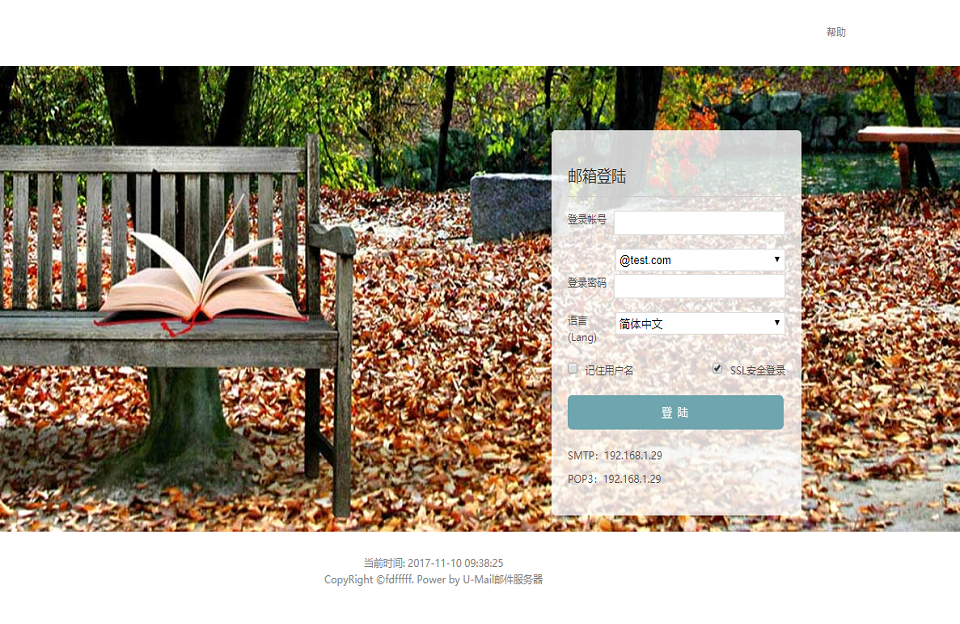 帮助
邮箱登陆
登录帐号
@test.com
登录密码
语言
(Lang)
简体中文
记住用户名
SSL安全登录
登 陆
SMTP：192.168.1.29
POP3：192.168.1.29
当前时间: 2017-11-10 09:38:25
CopyRight ©fdfffff. Power by U-Mail邮件服务器